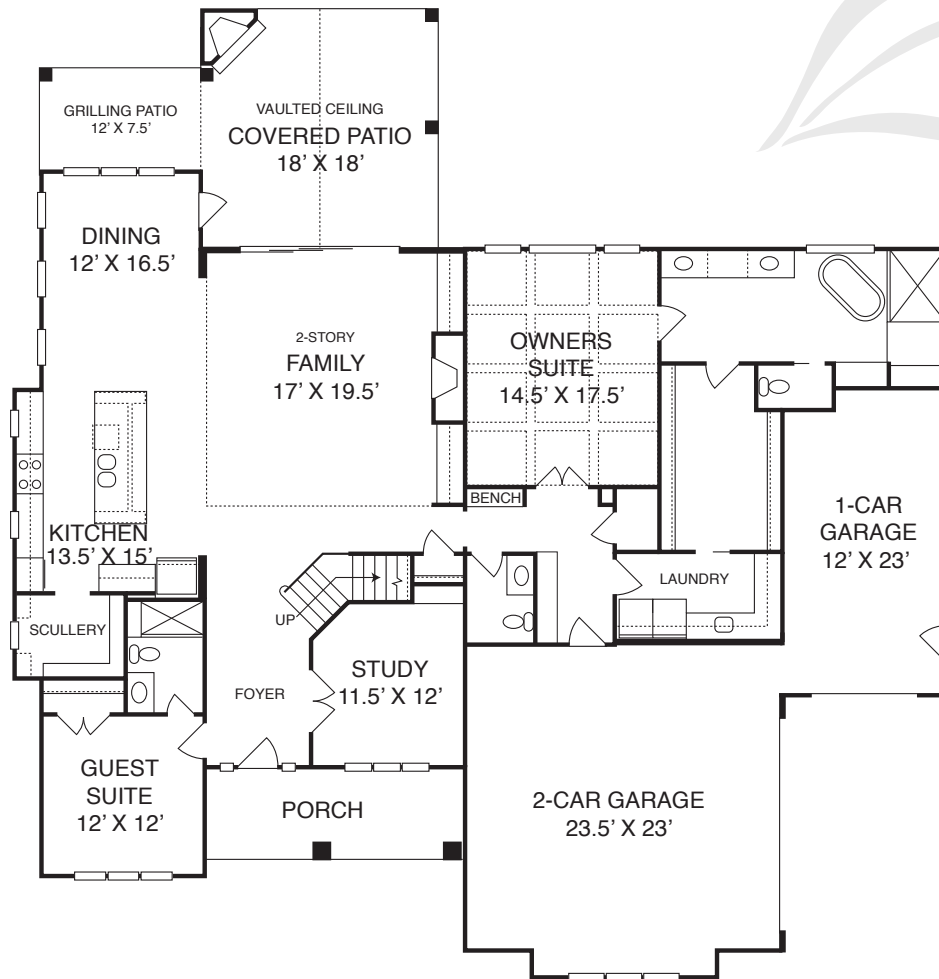 GRILLING PATIO
12’ X 7.5’
VAULTED CEILING
COVERED PATIO
18’ X 18’
DINING
12’ X 16.5’
2-STORY
FAMILY
17’ X 19.5’
OWNERS
SUITE
14.5’ X 17.5’
BENCH
KITCHEN
13.5’ X 15’
1-CAR
GARAGE
12’ X 23’
LAUNDRY
UP
SCULLERY
STUDY
11.5’ X 12’
FOYER
GUEST
SUITE
12’ X 12’
PORCH
2-CAR GARAGE
23.5’ X 23’